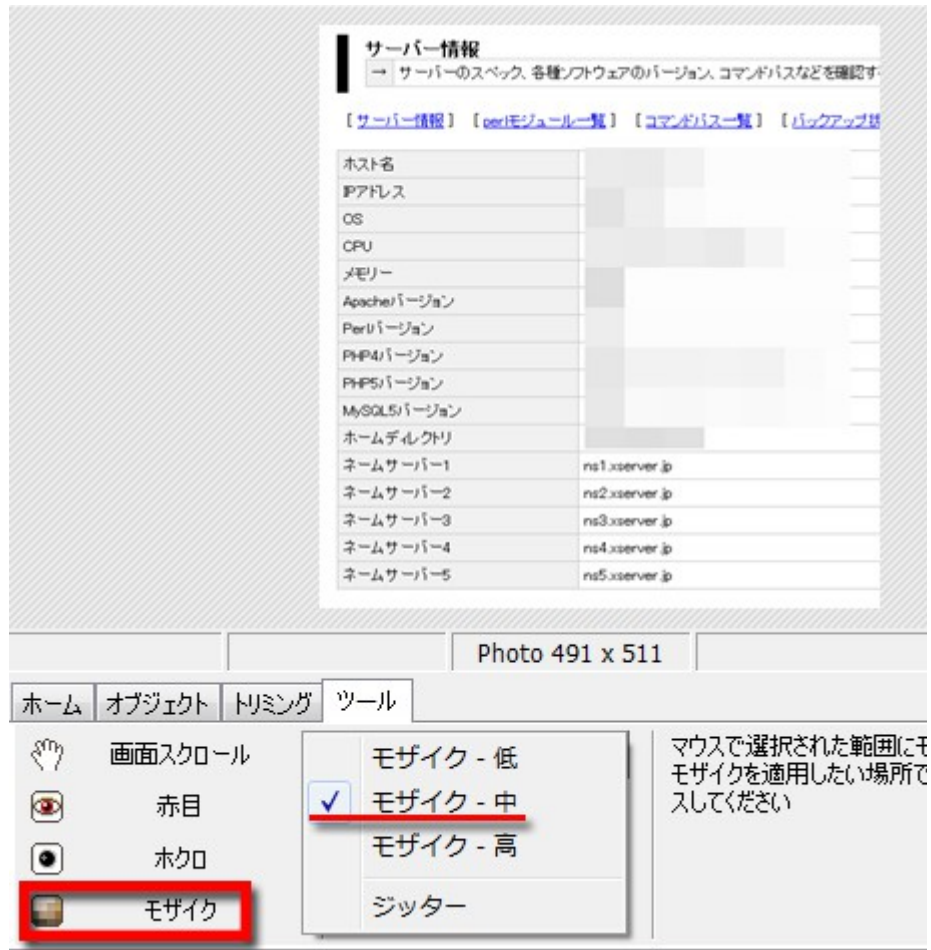 サーバー情報
→ サーバーのスペック、各種ソフトウェアのバージョン、コマンドパスなどを確認す
[サーバー情報] [perlモジュール一覧] [コマンドパス一覧] [バックアップ
ホスト名
IPアドレス
OS
CPU
メモリー
Apacheバージョン
Perlバージョン
PHP4バージョン
PHP5バージョン
MySQL5バージョン
ホームディレクトリ
ネームサーバー1 ns1.xserver.jp
ネームサーバー2 ns2.xserver.jp
ネームサーバー3 ns3.xserver.jp
ネームサーバー4 ns4.xserver.jp
ネームサーバー5 ns5.xserver.jp
Photo 491 x 511
ホーム オブジェクト トリミング ツール
画面スクロール
赤目
ホクロ
モザイク
モザイク - 低
モザイク - 中
モザイク - 高
ジッター
マウスで選択された範囲にモ
モザイクを適用したい場所で
スしてください